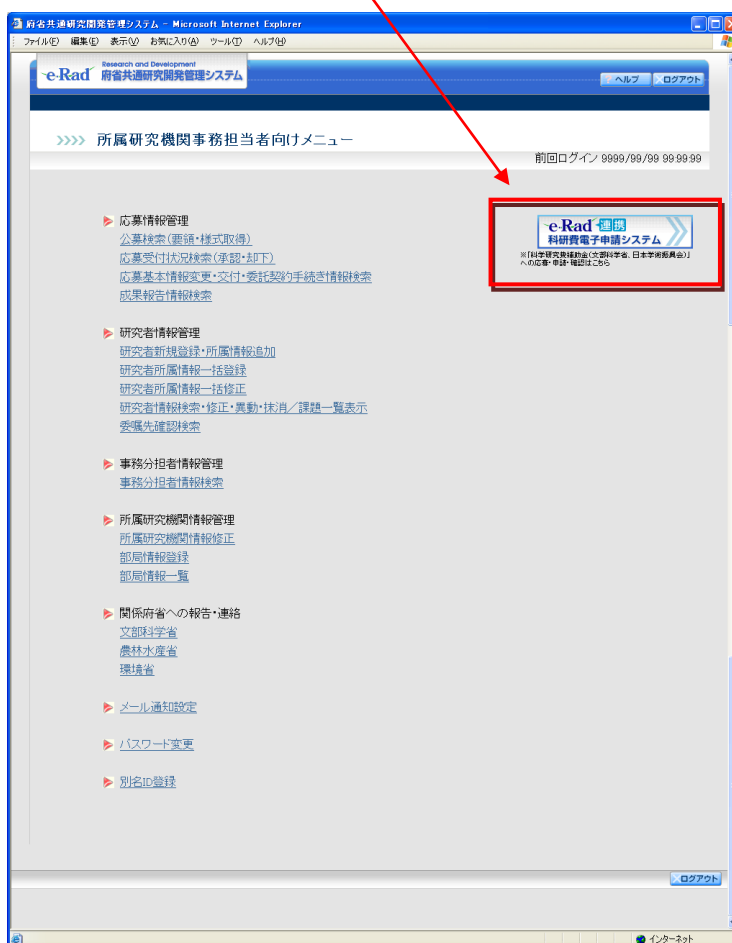 府省共通研究開発管理システム - Microsoft Internet Explorer
ファイル(F) 編集(E) 表示(V) お気に入り(A) ツール(T) ヘルプ(H)
e-Rad Research and Development
府省共通研究開発管理システム
ヘルプ ログアウト
>>>> 所属研究機関事務担当者向けメニュー
前回ログイン 9999/99/99 99:99:99
応募情報管理
公募検索(要領・様式取得)
応募受付状況検索(承認・却下)
応募基本情報変更・交付・委託契約手続き情報検索
成果報告情報検索
e-Rad 連携
科研費電子申請システム
※「科学研究費補助金(文部科学省、日本学術振興会)」
への応募・申請・確認はこちら
研究者情報管理
研究者新規登録・所属情報追加
研究者所属情報一括登録
研究者所属情報一括修正
研究者情報検索・修正・異動・抹消/課題一覧表示
委嘱先確認検索
事務分担者情報管理
事務分担者情報検索
所属研究機関情報管理
所属研究機関情報修正
部局情報登録
部局情報一覧
関係府省への報告・連絡
文部科学省
農林水産省
環境省
メール通知設定
パスワード変更
別名ID登録
ログアウト
インターネット